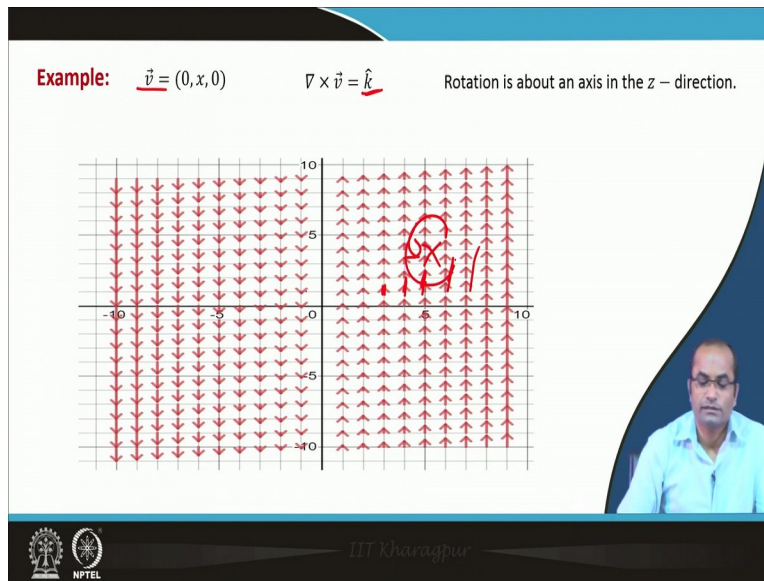 Example: v⃗ = (0, x, 0) ∇ × v⃗ = k̂ Rotation is about an axis in the z − direction.
10
5
-10 -5 0 5 10
-5
-10
IIT Kharagpur
NPTEL